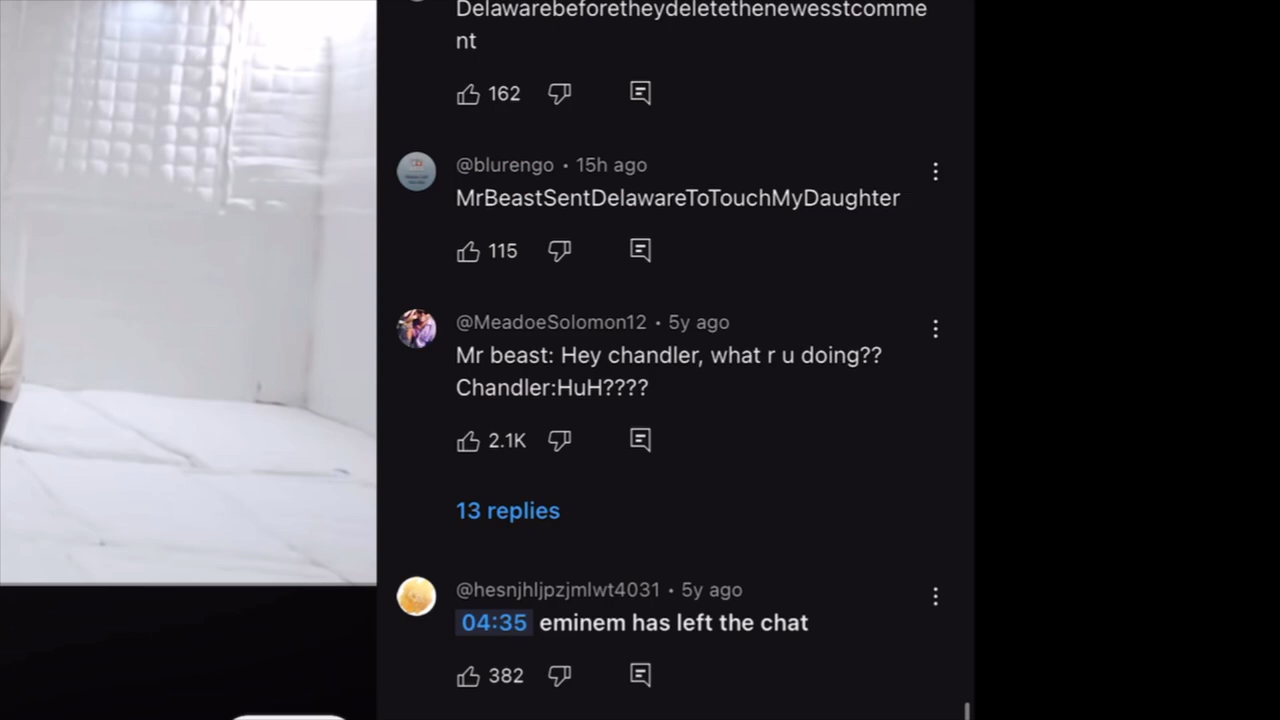 Delawarebeforetheydeletethenewesstcomme
nt
162
@blurengo • 15h ago
MrBeastSentDelawareToTouchMyDaughter
115
@MeadoeSolomon12 • 5y ago
Mr beast: Hey chandler, what r u doing??
Chandler:HuH????
2.1K
13 replies
@hesnjhljpzjmlwt4031 • 5y ago
04:35 eminem has left the chat
382